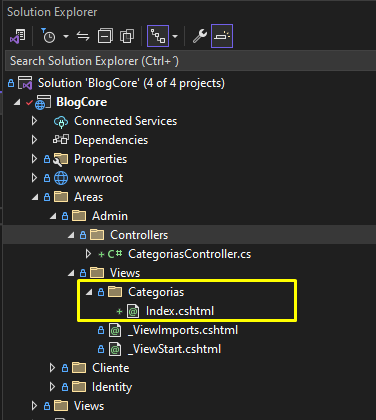 Solution Explorer
Search Solution Explorer (Ctrl+´)
Solution 'BlogCore' (4 of 4 projects)
BlogCore
Connected Services
Dependencies
Properties
wwwroot
Areas
Admin
Controllers
C# CategoriasController.cs
Views
Categorias
Index.cshtml
_ViewImports.cshtml
_ViewStart.cshtml
Cliente
Identity
Views